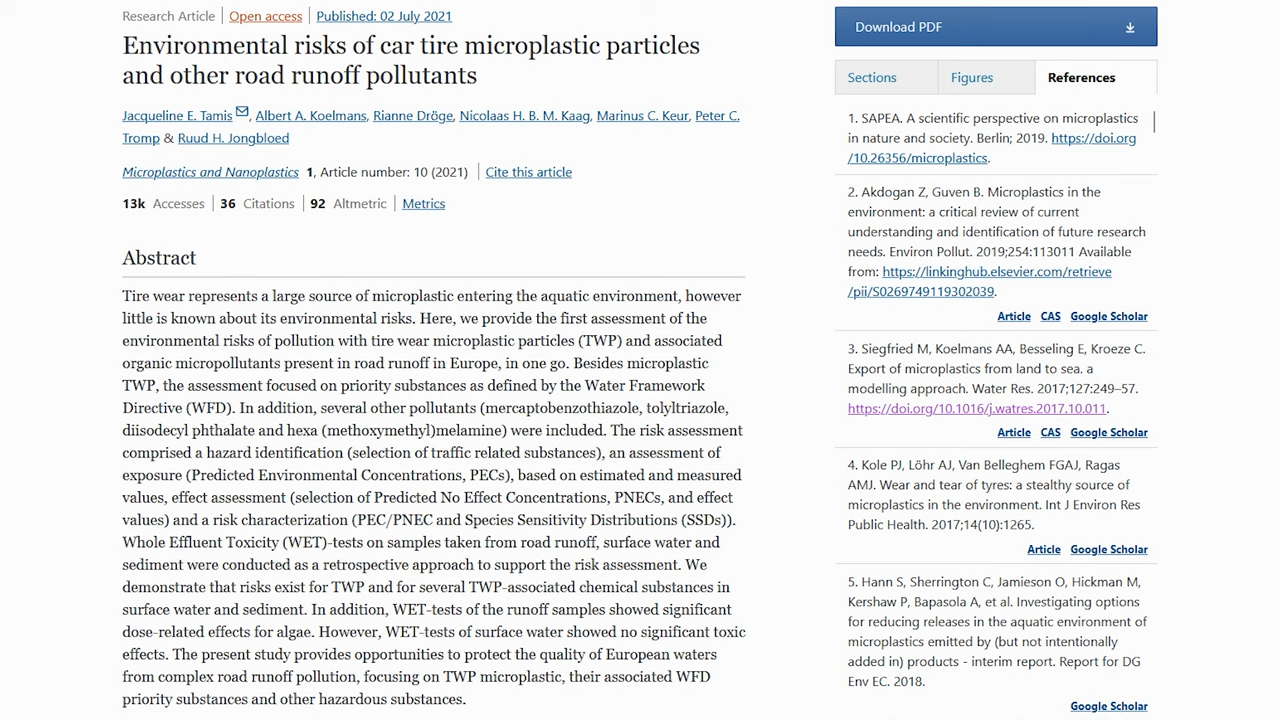 Research Article | Open access | Published: 02 July 2021
Environmental risks of car tire microplastic particles
and other road runoff pollutants
Jacqueline E. Tamis, Albert A. Koelmans, Rianne Dröge, Nicolaas H. B. M. Kaag, Marinus C. Keur, Peter C.
Tromp & Ruud H. Jongbloed
Microplastics and Nanoplastics 1, Article number: 10 (2021) | Cite this article
13k Accesses | 36 Citations | 92 Altmetric | Metrics
Abstract
Tire wear represents a large source of microplastic entering the aquatic environment, however
little is known about its environmental risks. Here, we provide the first assessment of the
environmental risks of pollution with tire wear microplastic particles (TWP) and associated
organic micropollutants present in road runoff in Europe, in one go. Besides microplastic
TWP, the assessment focused on priority substances as defined by the Water Framework
Directive (WFD). In addition, several other pollutants (mercaptobenzothiazole, tolyltriazole,
diisodecyl phthalate and hexa (methoxymethyl)melamine) were included. The risk assessment
comprised a hazard identification (selection of traffic related substances), an assessment of
exposure (Predicted Environmental Concentrations, PECs), based on estimated and measured
values, effect assessment (selection of Predicted No Effect Concentrations, PNECs, and effect
values) and a risk characterization (PEC/PNEC and Species Sensitivity Distributions (SSDs)).
Whole Effluent Toxicity (WET)-tests on samples taken from road runoff, surface water and
sediment were conducted as a retrospective approach to support the risk assessment. We
demonstrate that risks exist for TWP and for several TWP-associated chemical substances in
surface water and sediment. In addition, WET-tests of the runoff samples showed significant
dose-related effects for algae. However, WET-tests of surface water showed no significant toxic
effects. The present study provides opportunities to protect the quality of European waters
from complex road runoff pollution, focusing on TWP microplastic, their associated WFD
priority substances and other hazardous substances.
Download PDF
Sections Figures References
1. SAPEA. A scientific perspective on microplastics
in nature and society. Berlin; 2019. https://doi.org
/10.26356/microplastics.
2. Akdogan Z, Guven B. Microplastics in the
environment: a critical review of current
understanding and identification of future research
needs. Environ Pollut. 2019;254:113011 Available
from: https://linkinghub.elsevier.com/retrieve
/pii/S0269749119302039.
Article CAS Google Scholar
3. Siegfried M, Koelmans AA, Besseling E, Kroeze C.
Export of microplastics from land to sea. a
modelling approach. Water Res. 2017;127:249–57.
https://doi.org/10.1016/j.watres.2017.10.011.
Article CAS Google Scholar
4. Kole PJ, Löhr AJ, Van Belleghem FGAJ, Ragas
AMJ. Wear and tear of tyres: a stealthy source of
microplastics in the environment. Int J Environ Res
Public Health. 2017;14(10):1265.
Article Google Scholar
5. Hann S, Sherrington C, Jamieson O, Hickman M,
Kershaw P, Bapasola A, et al. Investigating options
for reducing releases in the aquatic environment of
microplastics emitted by (but not intentionally
added in) products - interim report. Report for DG
Env EC. 2018.
Google Scholar